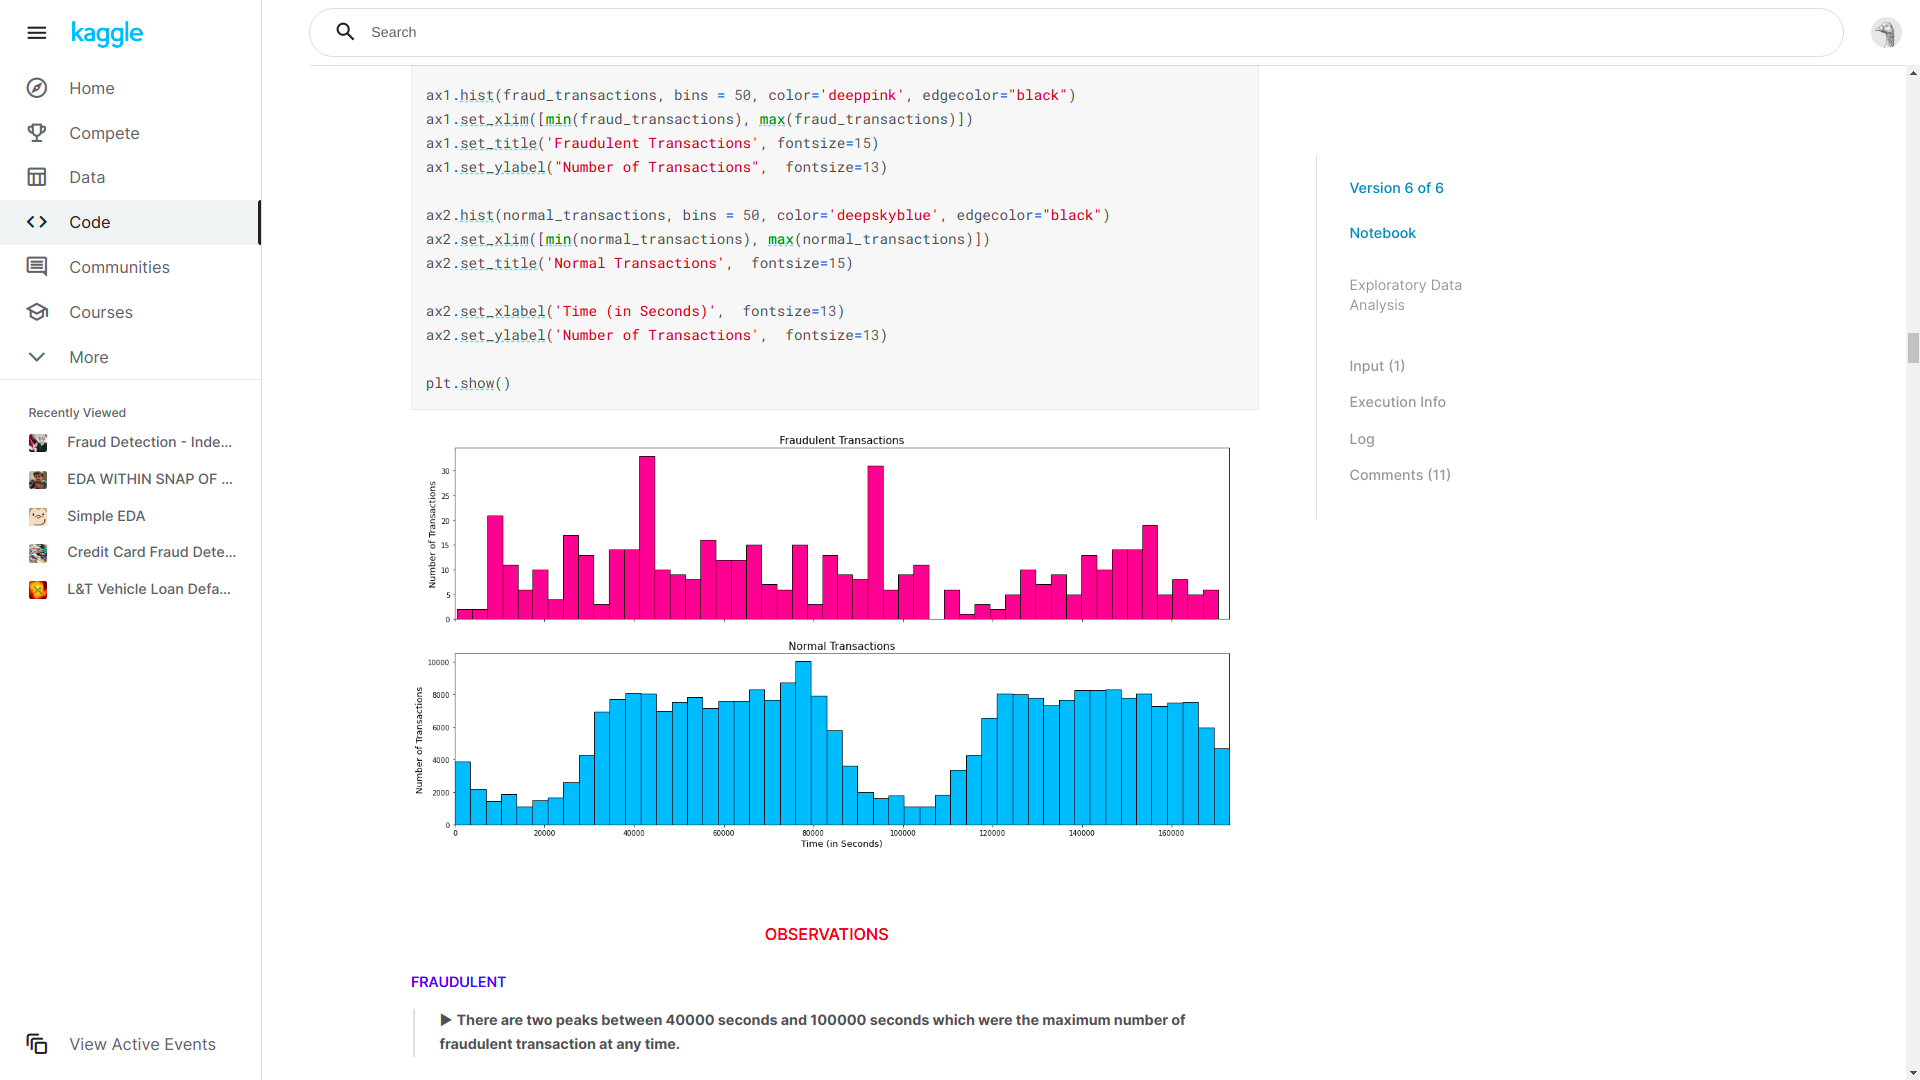 kaggle
Search
Home
Compete
Data
Code
Communities
Courses
More
Recently Viewed
Fraud Detection - Inde...
EDA WITHIN SNAP OF ...
Simple EDA
Credit Card Fraud Dete...
L&T Vehicle Loan Defa...
View Active Events
ax1.hist(fraud_transactions, bins = 50, color='deeppink', edgecolor="black")
ax1.set_xlim([min(fraud_transactions), max(fraud_transactions)])
ax1.set_title('Fraudulent Transactions', fontsize=15)
ax1.set_ylabel("Number of Transactions",  fontsize=13)
ax2.hist(normal_transactions, bins = 50, color='deepskyblue', edgecolor="black")
ax2.set_xlim([min(normal_transactions), max(normal_transactions)])
ax2.set_title('Normal Transactions',  fontsize=15)
ax2.set_xlabel('Time (in Seconds)',  fontsize=13)
ax2.set_ylabel('Number of Transactions',  fontsize=13)
plt.show()
Fraudulent Transactions
Number of Transactions
30
25
20
15
10
5
0
Normal Transactions
Number of Transactions
10000
8000
6000
4000
2000
0
0 20000 40000 60000 80000 100000 120000 140000 160000
Time (in Seconds)
OBSERVATIONS
FRAUDULENT
▶ There are two peaks between 40000 seconds and 100000 seconds which were the maximum number of
fraudulent transaction at any time.
Version 6 of 6
Notebook
Exploratory Data
Analysis
Input (1)
Execution Info
Log
Comments (11)